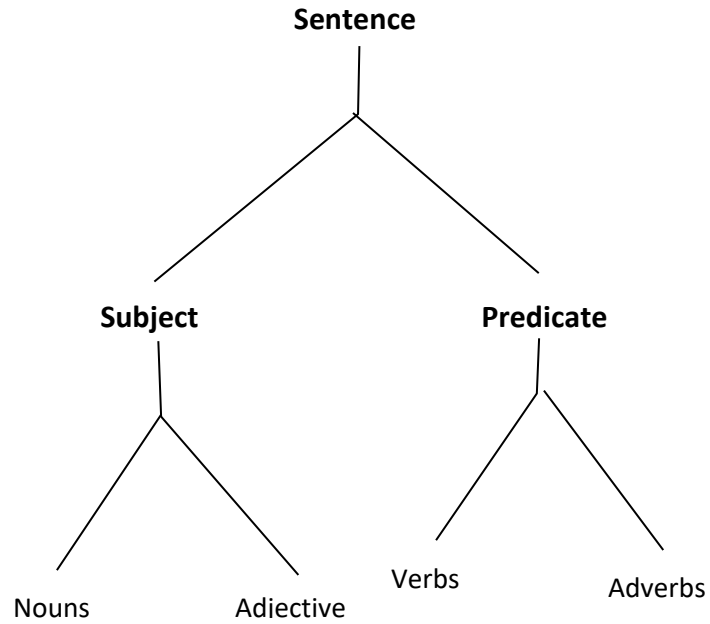 Sentence
Subject
Predicate
Nouns
Adjective
Verbs
Adverbs